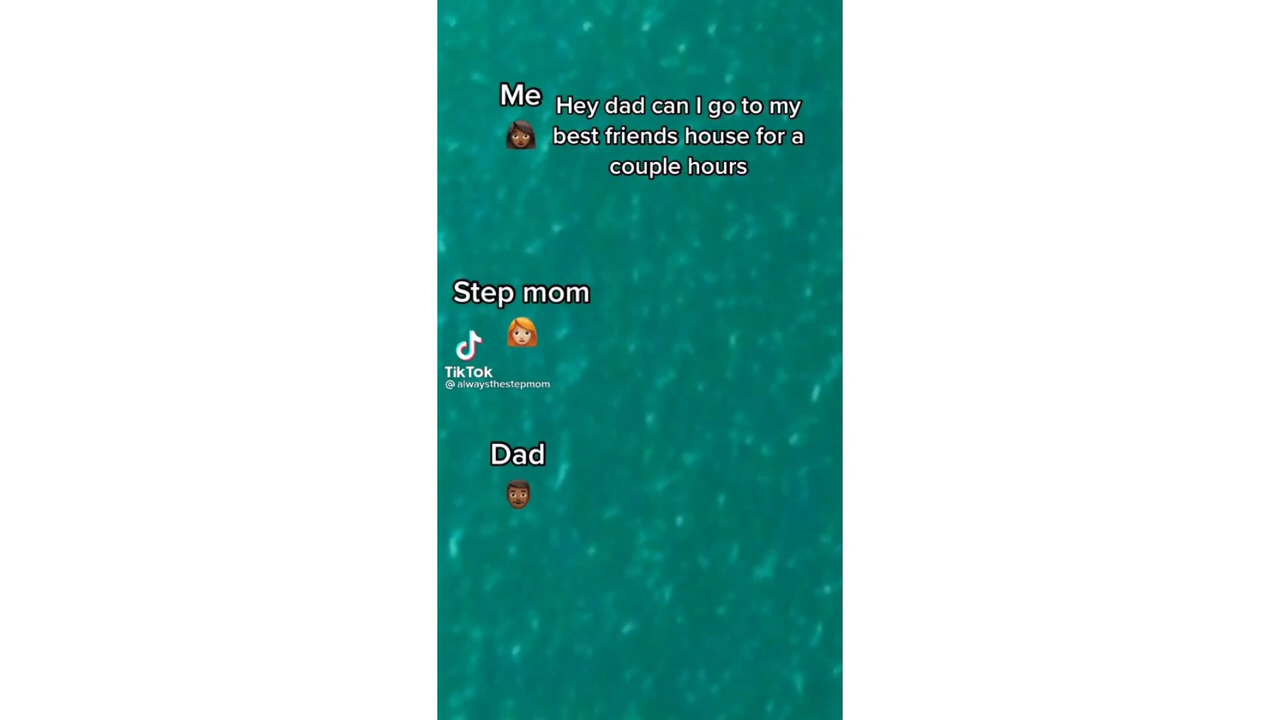 Me
Hey dad can I go to my
best friends house for a
couple hours
Step mom
TikTok
@alwaysthestepmom
Dad